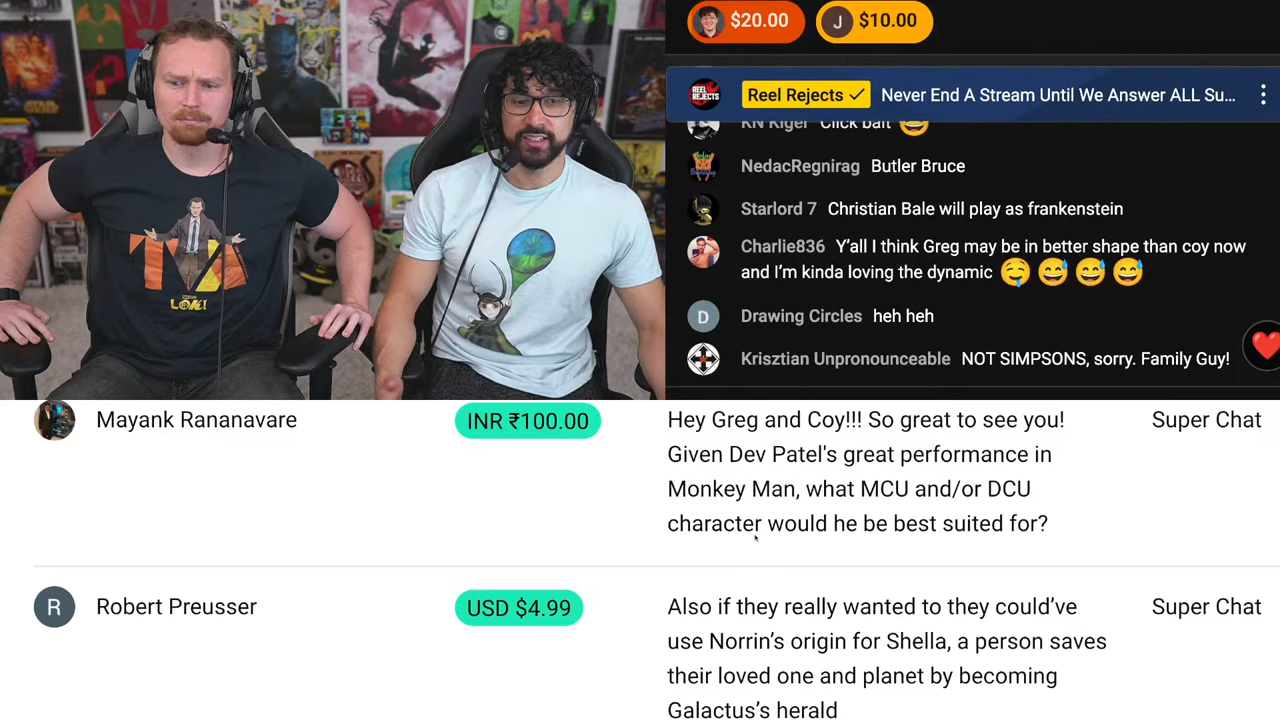 $20.00
J $10.00
REEL REJECTS
Reel Rejects Never End A Stream Until We Answer ALL Su...
KN Kiger Click bait 😅
NedacRegnirag Butler Bruce
Starlord 7 Christian Bale will play as frankenstein
Charlie836 Y'all I think Greg may be in better shape than coy now
and I'm kinda loving the dynamic 🤤😅😅😅
D Drawing Circles heh heh
Krisztian Unpronounceable NOT SIMPSONS, sorry. Family Guy!
TVA
LOKI
Mayank Rananavare INR ₹100.00 Hey Greg and Coy!!! So great to see you! Super Chat
Given Dev Patel's great performance in
Monkey Man, what MCU and/or DCU
character would he be best suited for?
R Robert Preusser USD $4.99 Also if they really wanted to they could've Super Chat
use Norrin's origin for Shella, a person saves
their loved one and planet by becoming
Galactus's herald